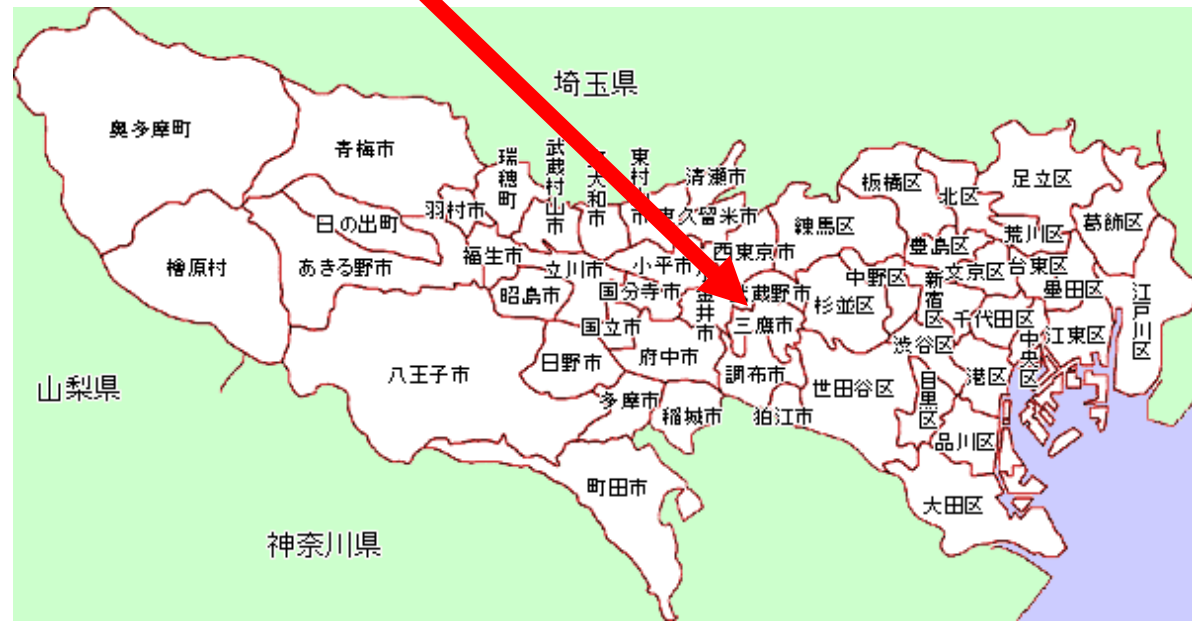 埼玉県
奥多摩町
青梅市
瑞穂町
武蔵村山市
大和市
東村山市
清瀬市
板橋区
北区
足立区
羽村市
日の出町
久留米市
練馬区
葛飾区
檜原村
あきる野市
福生市
立川市
小平市
西東京市
豊島区
荒川区
昭島市
国分寺市
金井市
蔵野市
杉並区
中野区
新宿区
文京区
台東区
墨田区
江戸川区
国立市
三鷹市
千代田区
中央区
江東区
渋谷区
山梨県
八王子市
日野市
府中市
調布市
世田谷区
目黒区
港区
多摩市
稲城市
狛江市
品川区
町田市
大田区
神奈川県